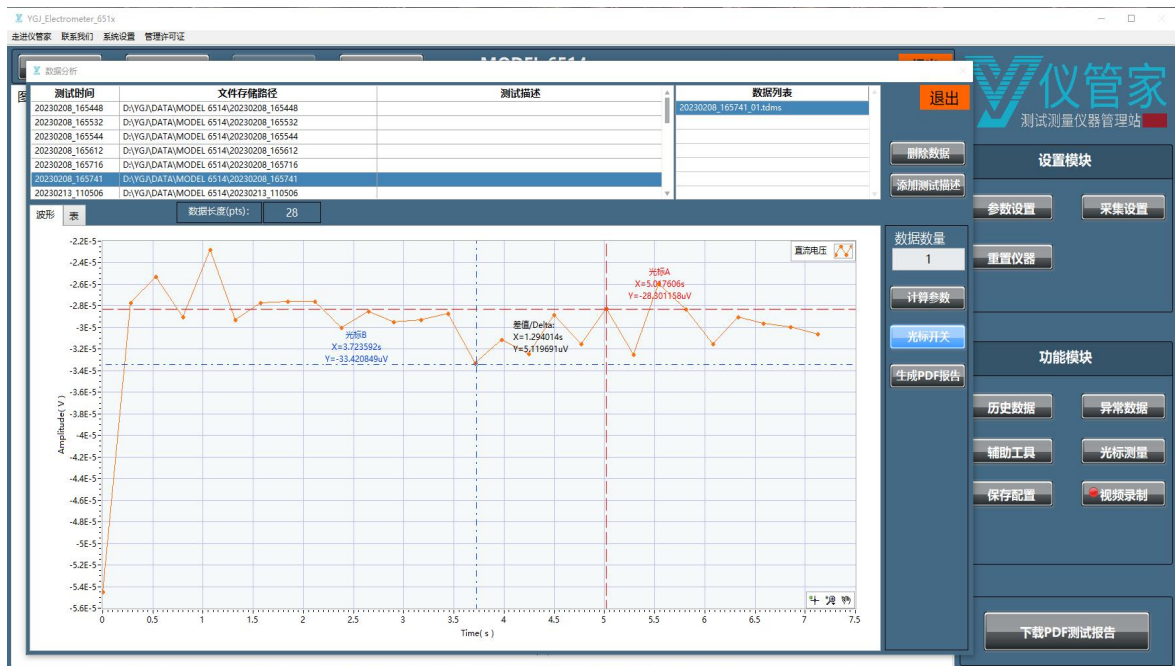 YGJ_Electrometer_651x
走进仪管家 联系我们 系统设置 管理许可证
数据分析
测试时间 文件存储路径 测试描述 数据列表
20230208_165448 D:\YGJ\DATA\MODEL 6514\20230208_165448
20230208_165532 D:\YGJ\DATA\MODEL 6514\20230208_165532
20230208_165544 D:\YGJ\DATA\MODEL 6514\20230208_165544
20230208_165612 D:\YGJ\DATA\MODEL 6514\20230208_165612
20230208_165716 D:\YGJ\DATA\MODEL 6514\20230208_165716
20230208_165741 D:\YGJ\DATA\MODEL 6514\20230208_165741
20230213_110506 D:\YGJ\DATA\MODEL 6514\20230213_110506
20230208_165741_01.tdms
退出
删除数据
添加测试描述
波形 表 数据长度(pts): 28
直流电压
Amplitude( V )
-2.2E-5
-2.4E-5
-2.6E-5
-2.8E-5
-3E-5
-3.2E-5
-3.4E-5
-3.6E-5
-3.8E-5
-4E-5
-4.2E-5
-4.4E-5
-4.6E-5
-4.8E-5
-5E-5
-5.2E-5
-5.4E-5
-5.6E-5
光标A
X=5.017606s
Y=-28.301158uV
差值/Delta:
X=1.294014s
Y=5.119691uV
光标B
X=3.723592s
Y=-33.420849uV
0 0.5 1 1.5 2 2.5 3 3.5 4 4.5 5 5.5 6 6.5 7 7.5
Time( s )
数据数量
1
计算参数
光标开关
生成PDF报告
仪管家
测试测量仪器管理站
设置模块
参数设置 采集设置
重置仪器
功能模块
历史数据 异常数据
辅助工具 光标测量
保存配置 视频录制
下载PDF测试报告